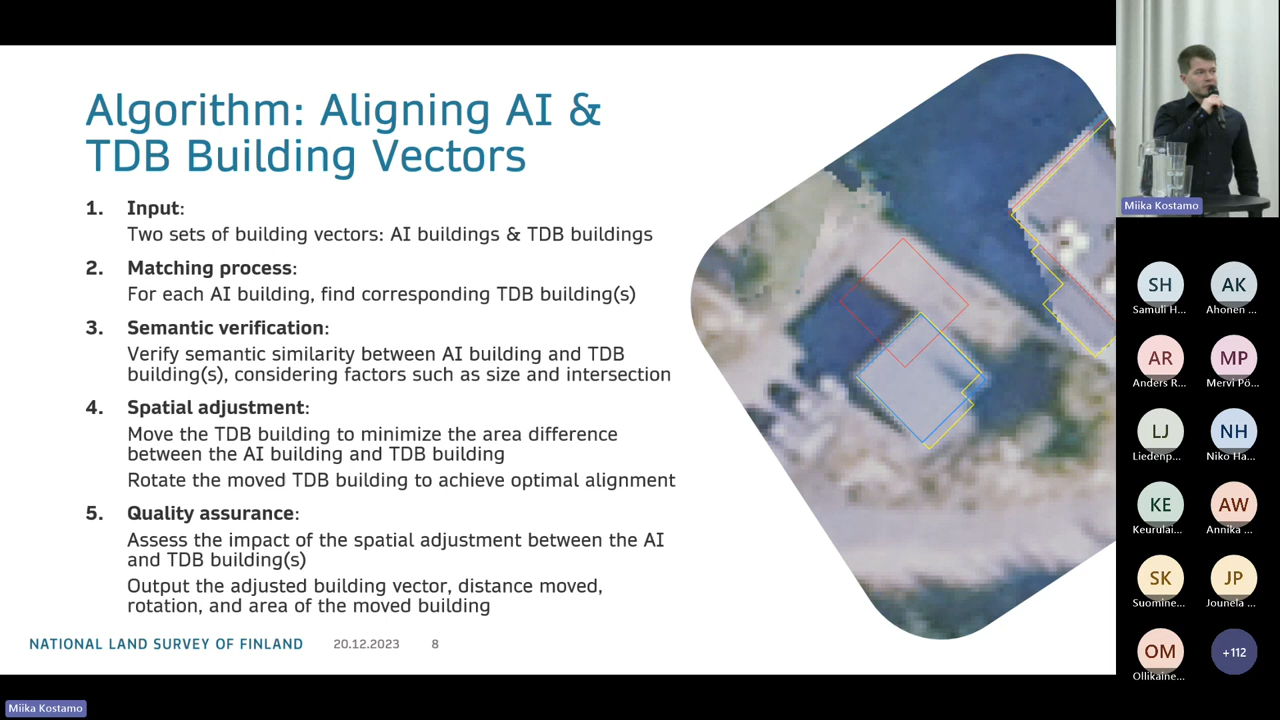 Algorithm: Aligning AI &
TDB Building Vectors
1. Input:
Two sets of building vectors: AI buildings & TDB buildings
2. Matching process:
For each AI building, find corresponding TDB building(s)
3. Semantic verification:
Verify semantic similarity between AI building and TDB
building(s), considering factors such as size and intersection
4. Spatial adjustment:
Move the TDB building to minimize the area difference
between the AI building and TDB building
Rotate the moved TDB building to achieve optimal alignment
5. Quality assurance:
Assess the impact of the spatial adjustment between the AI
and TDB building(s)
Output the adjusted building vector, distance moved,
rotation, and area of the moved building
NATIONAL LAND SURVEY OF FINLAND 20.12.2023 8
Miika Kostamo
Miika Kostamo
SH AK
Samuli H... Ahonen ...
AR MP
Anders R... Mervi Pö...
LJ NH
Liedenp... Niko Ha...
KE AW
Keurulai... Annika ...
SK JP
Suomine... Jounela ...
OM +112
Ollikaine...